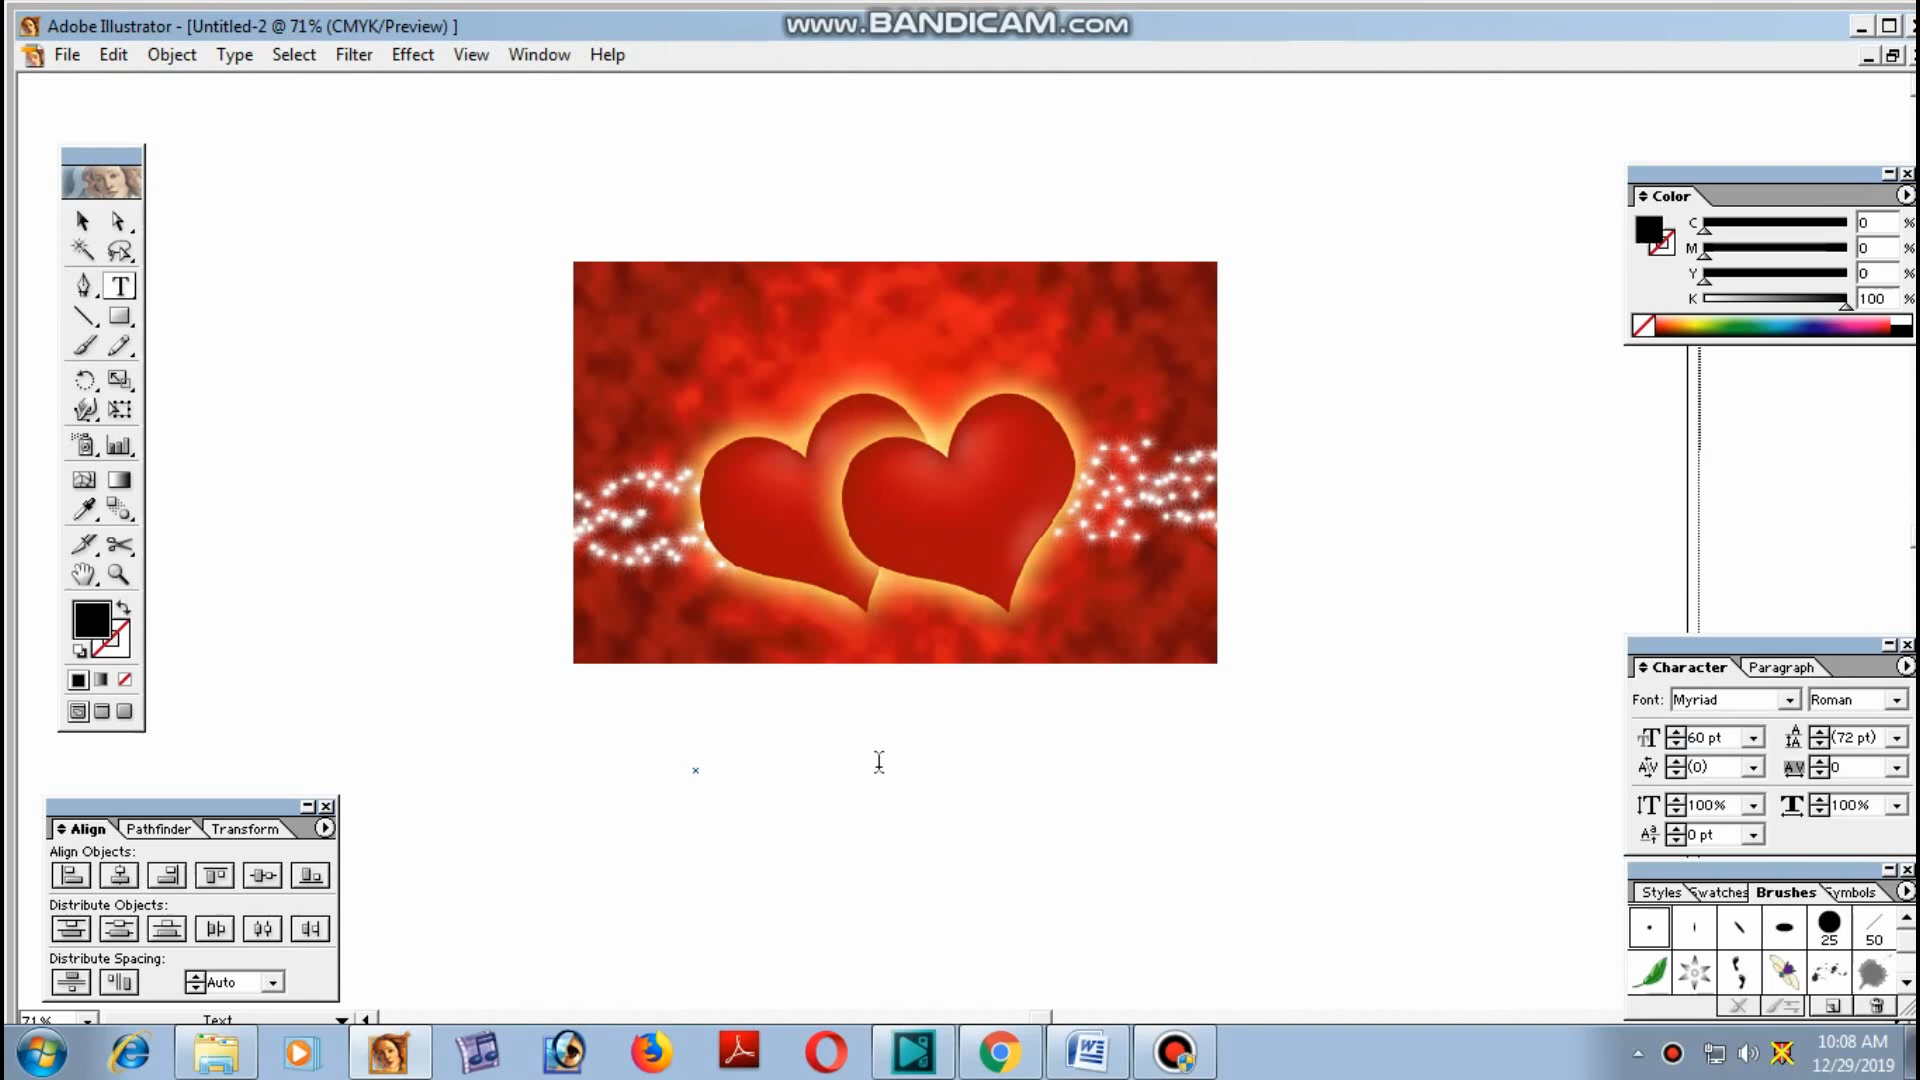 Adobe Illustrator - [Untitled-2 @ 71% (CMYK/Preview) ]
www.BANDICAM.com
File Edit Object Type Select Filter Effect View Window Help
T
Color
C 0 %
M 0 %
Y 0 %
K 100 %
Character Paragraph
Font: Myriad Roman
60 pt (72 pt)
(0) 0
100% 100%
0 pt
Align Pathfinder Transform
Align Objects:
Distribute Objects:
Distribute Spacing:
Auto
Styles Swatches Brushes Symbols
25 50
71% Text
10:08 AM
12/29/2019